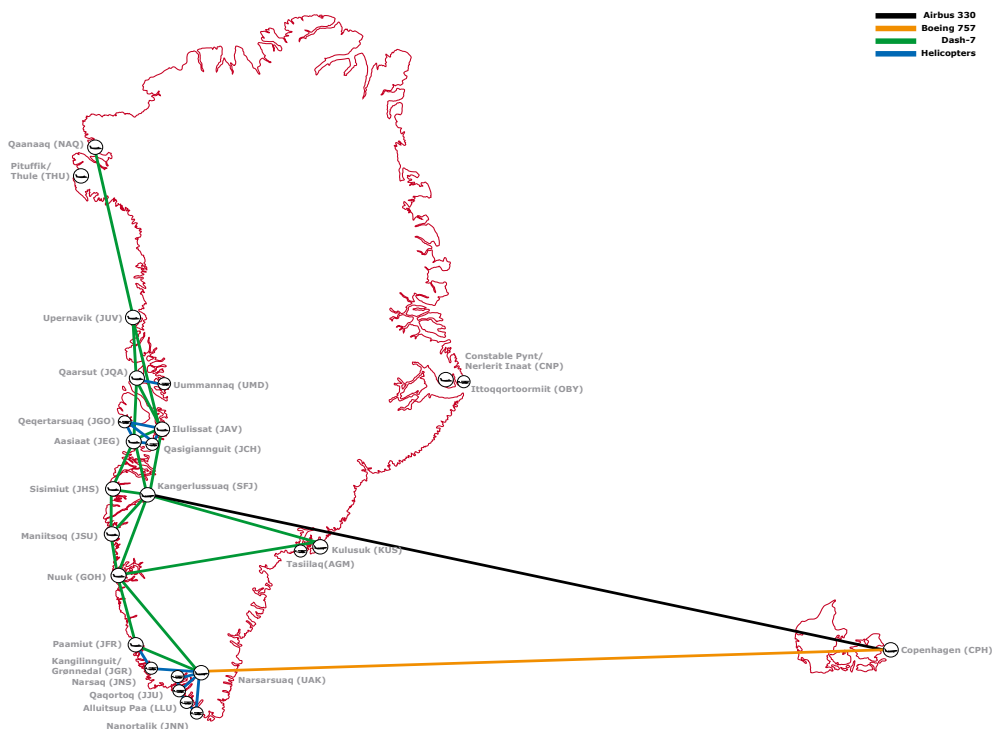 Airbus 330
Boeing 757
Dash-7
Helicopters
Qaanaaq (NAQ)
Pituffik/
Thule (THU)
Upernavik (JUV)
Constable Pynt/
Nerlerit Inaat (CNP)
Qaarsut (JQA)
Uummannaq (UMD)
Ittoqqortoormiit (OBY)
Qeqertarsuaq (JGO)
Ilulissat (JAV)
Aasiaat (JEG)
Qasigiannguit (JCH)
Kangerlussuaq (SFJ)
Sisimiut (JHS)
Maniitsoq (JSU)
Kulusuk (KUS)
Tasiilaq(AGM)
Nuuk (GOH)
Paamiut (JFR)
Copenhagen (CPH)
Kangilinnguit/
Grønnedal (JGR)
Narsaq (JNS)
Narsarsuaq (UAK)
Qaqortoq (JJU)
Alluitsup Paa (LLU)
Nanortalik (JNN)